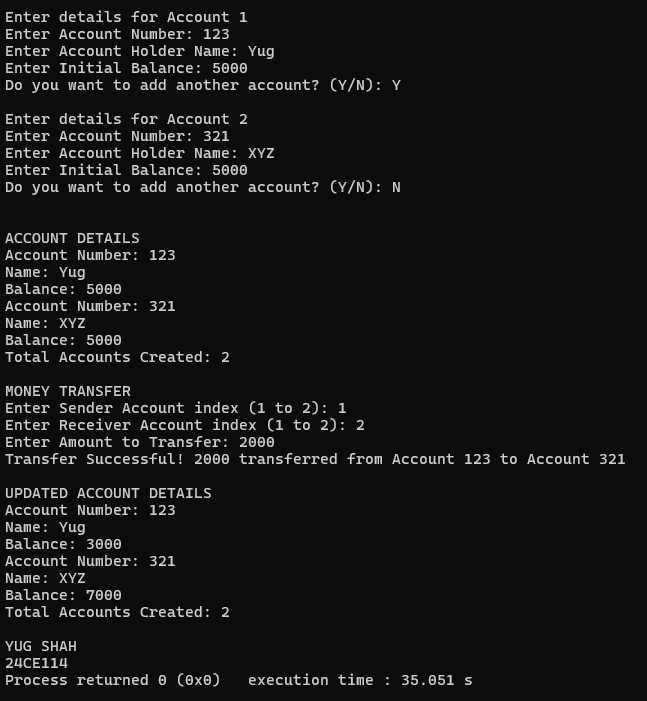 Enter details for Account 1
Enter Account Number: 123
Enter Account Holder Name: Yug
Enter Initial Balance: 5000
Do you want to add another account? (Y/N): Y
Enter details for Account 2
Enter Account Number: 321
Enter Account Holder Name: XYZ
Enter Initial Balance: 5000
Do you want to add another account? (Y/N): N
ACCOUNT DETAILS
Account Number: 123
Name: Yug
Balance: 5000
Account Number: 321
Name: XYZ
Balance: 5000
Total Accounts Created: 2
MONEY TRANSFER
Enter Sender Account index (1 to 2): 1
Enter Receiver Account index (1 to 2): 2
Enter Amount to Transfer: 2000
Transfer Successful! 2000 transferred from Account 123 to Account 321
UPDATED ACCOUNT DETAILS
Account Number: 123
Name: Yug
Balance: 3000
Account Number: 321
Name: XYZ
Balance: 7000
Total Accounts Created: 2
YUG SHAH
24CE114
Process returned 0 (0x0)   execution time : 35.051 s